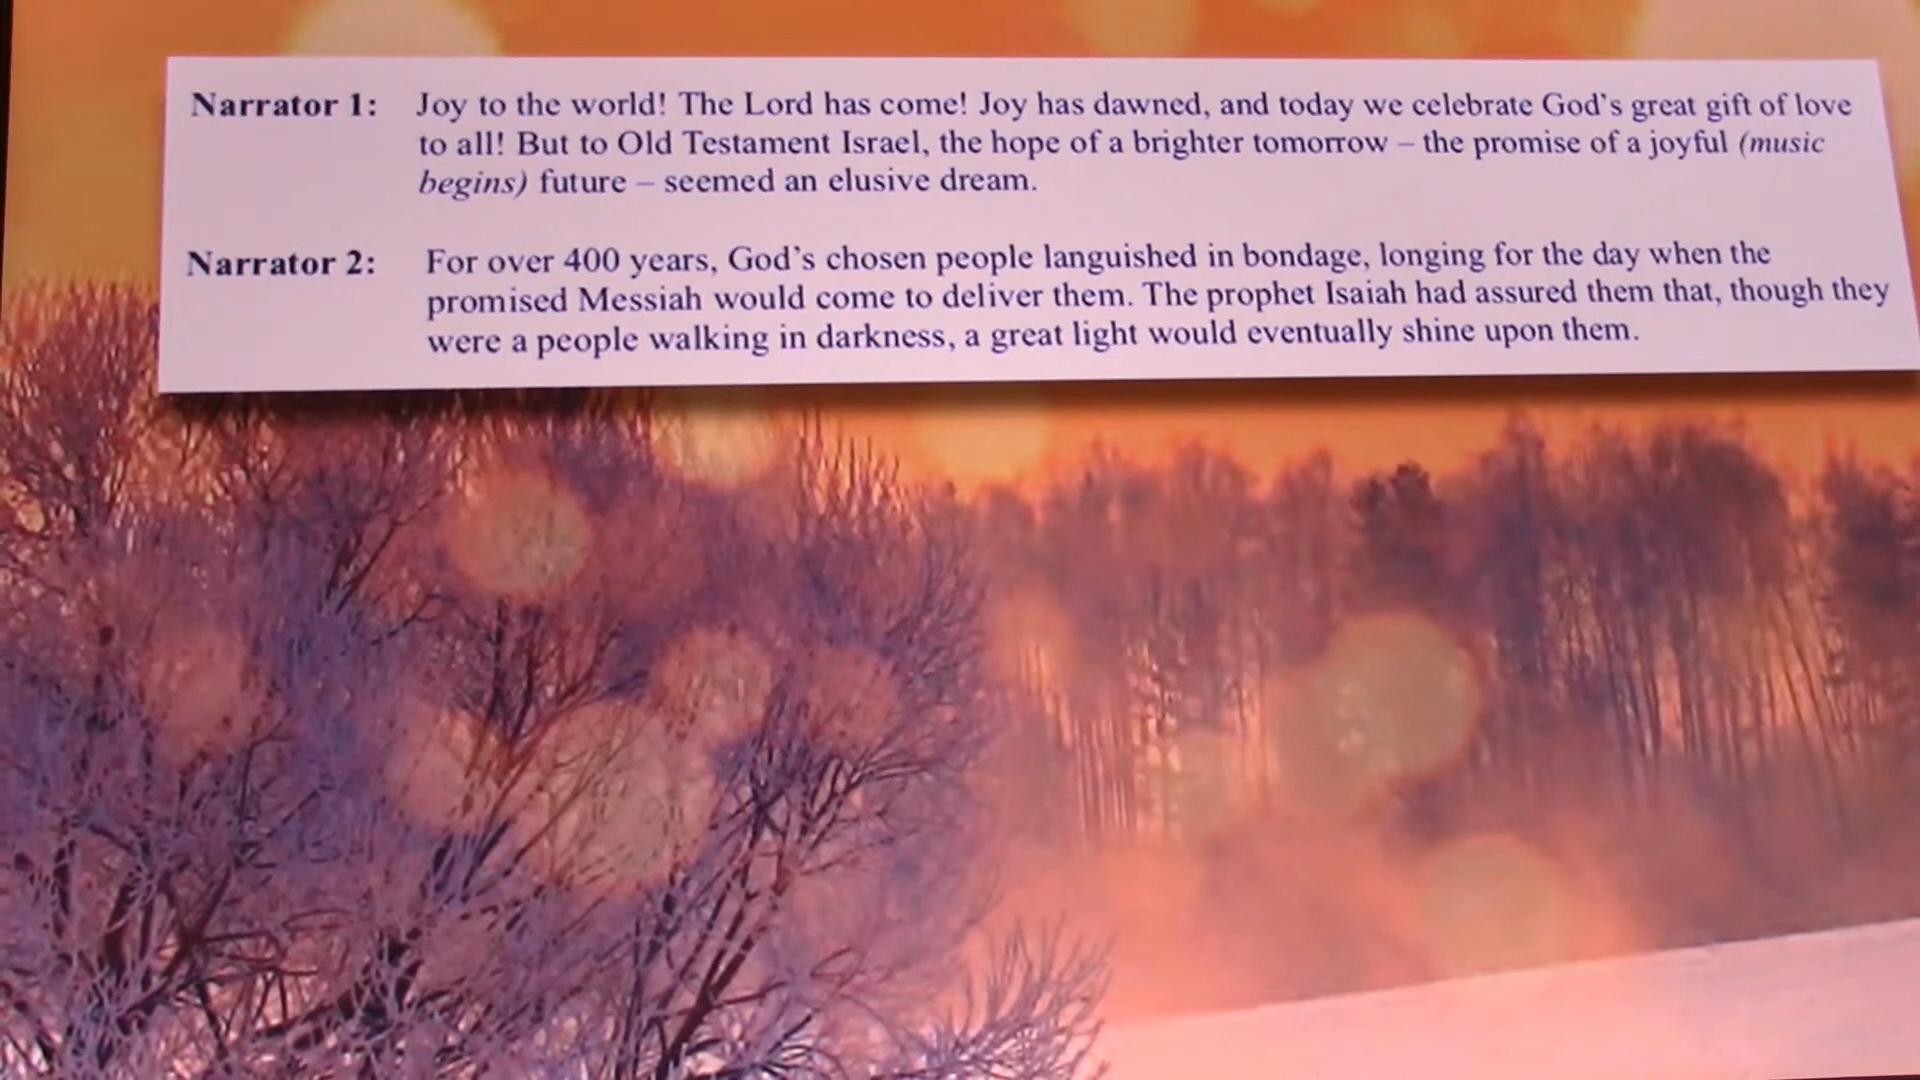 Narrator 1: Joy to the world! The Lord has come! Joy has dawned, and today we celebrate God's great gift of love
to all! But to Old Testament Israel, the hope of a brighter tomorrow – the promise of a joyful (music
begins) future – seemed an elusive dream.
Narrator 2: For over 400 years, God's chosen people languished in bondage, longing for the day when the
promised Messiah would come to deliver them. The prophet Isaiah had assured them that, though they
were a people walking in darkness, a great light would eventually shine upon them.